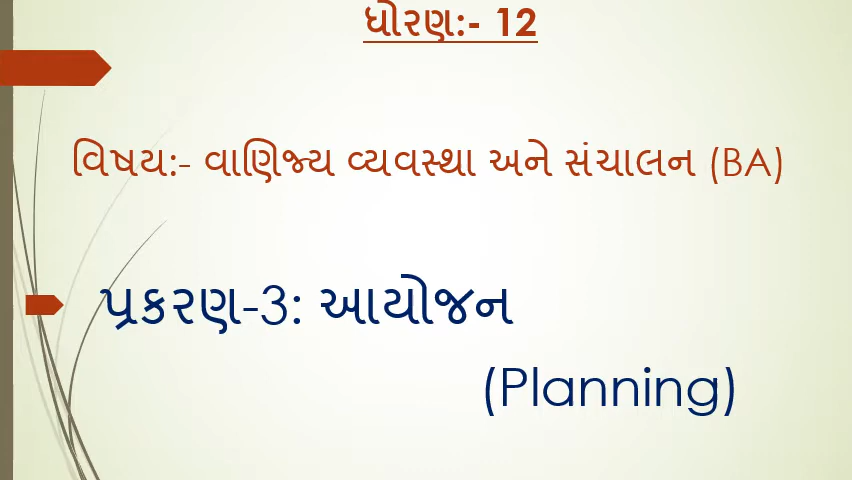 ધોરણ:- 12
વિષય:- વાણિજ્ય વ્યવસ્થા અને સંચાલન (BA)
પ્રકરણ-3: આયોજન
(Planning)